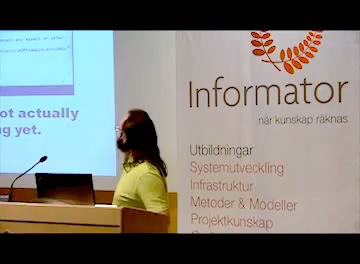 ot actually
g yet.
Informator
när kunskap räknas
Utbildningar
Systemutveckling
Infrastruktur
Metoder & Modeller
Projektkunskap